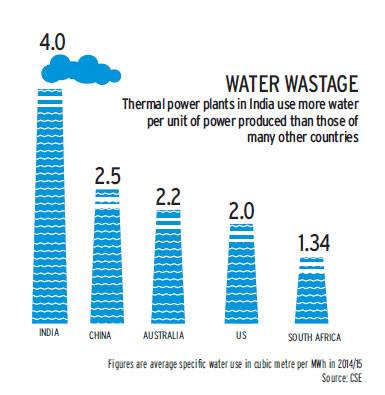 4.0
WATER WASTAGE
Thermal power plants in India use more water
per unit of power produced than those of
many other countries
2.5
2.2
2.0
1.34
INDIA
CHINA
AUSTRALIA
US
SOUTH AFRICA
Figures are average specific water use in cubic metre per MWh in 2014/15
Source: CSE